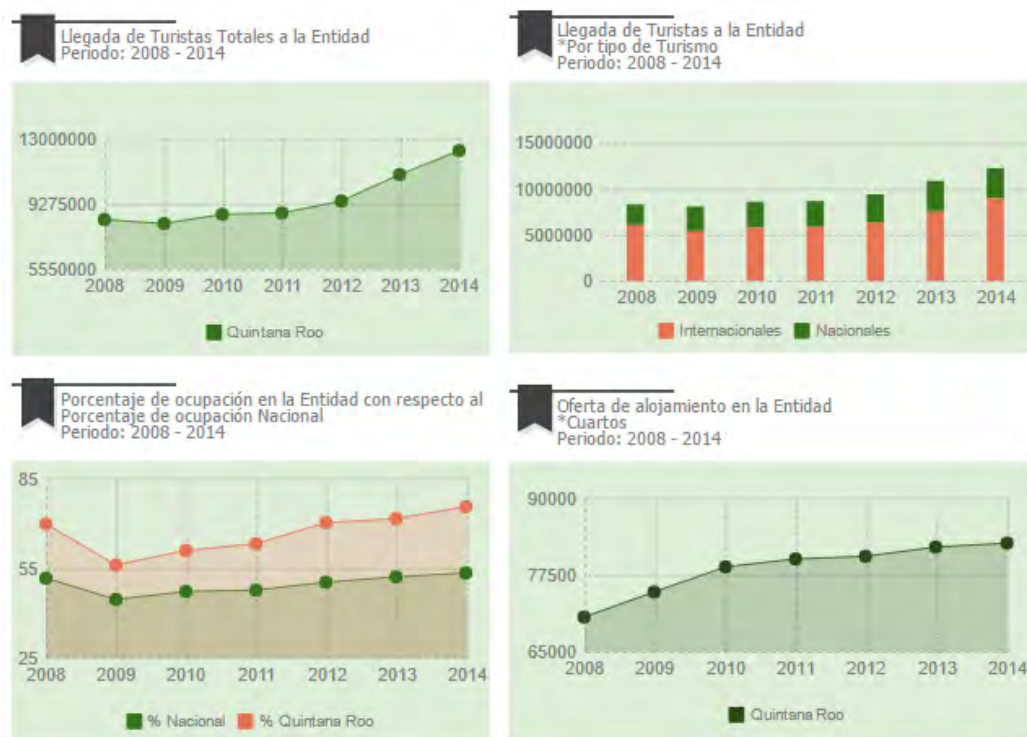 Llegada de Turistas Totales a la Entidad
Periodo: 2008 - 2014
13000000
9275000
5550000
2008 2009 2010 2011 2012 2013 2014
Quintana Roo
Llegada de Turistas a la Entidad
*Por tipo de Turismo
Periodo: 2008 - 2014
15000000
10000000
5000000
0
2008 2009 2010 2011 2012 2013 2014
Internacionales Nacionales
Porcentaje de ocupación en la Entidad con respecto al
Porcentaje de ocupación Nacional
Periodo: 2008 - 2014
85
55
25
2008 2009 2010 2011 2012 2013 2014
% Nacional % Quintana Roo
Oferta de alojamiento en la Entidad
*Cuartos
Periodo: 2008 - 2014
90000
77500
65000
2008 2009 2010 2011 2012 2013 2014
Quintana Roo